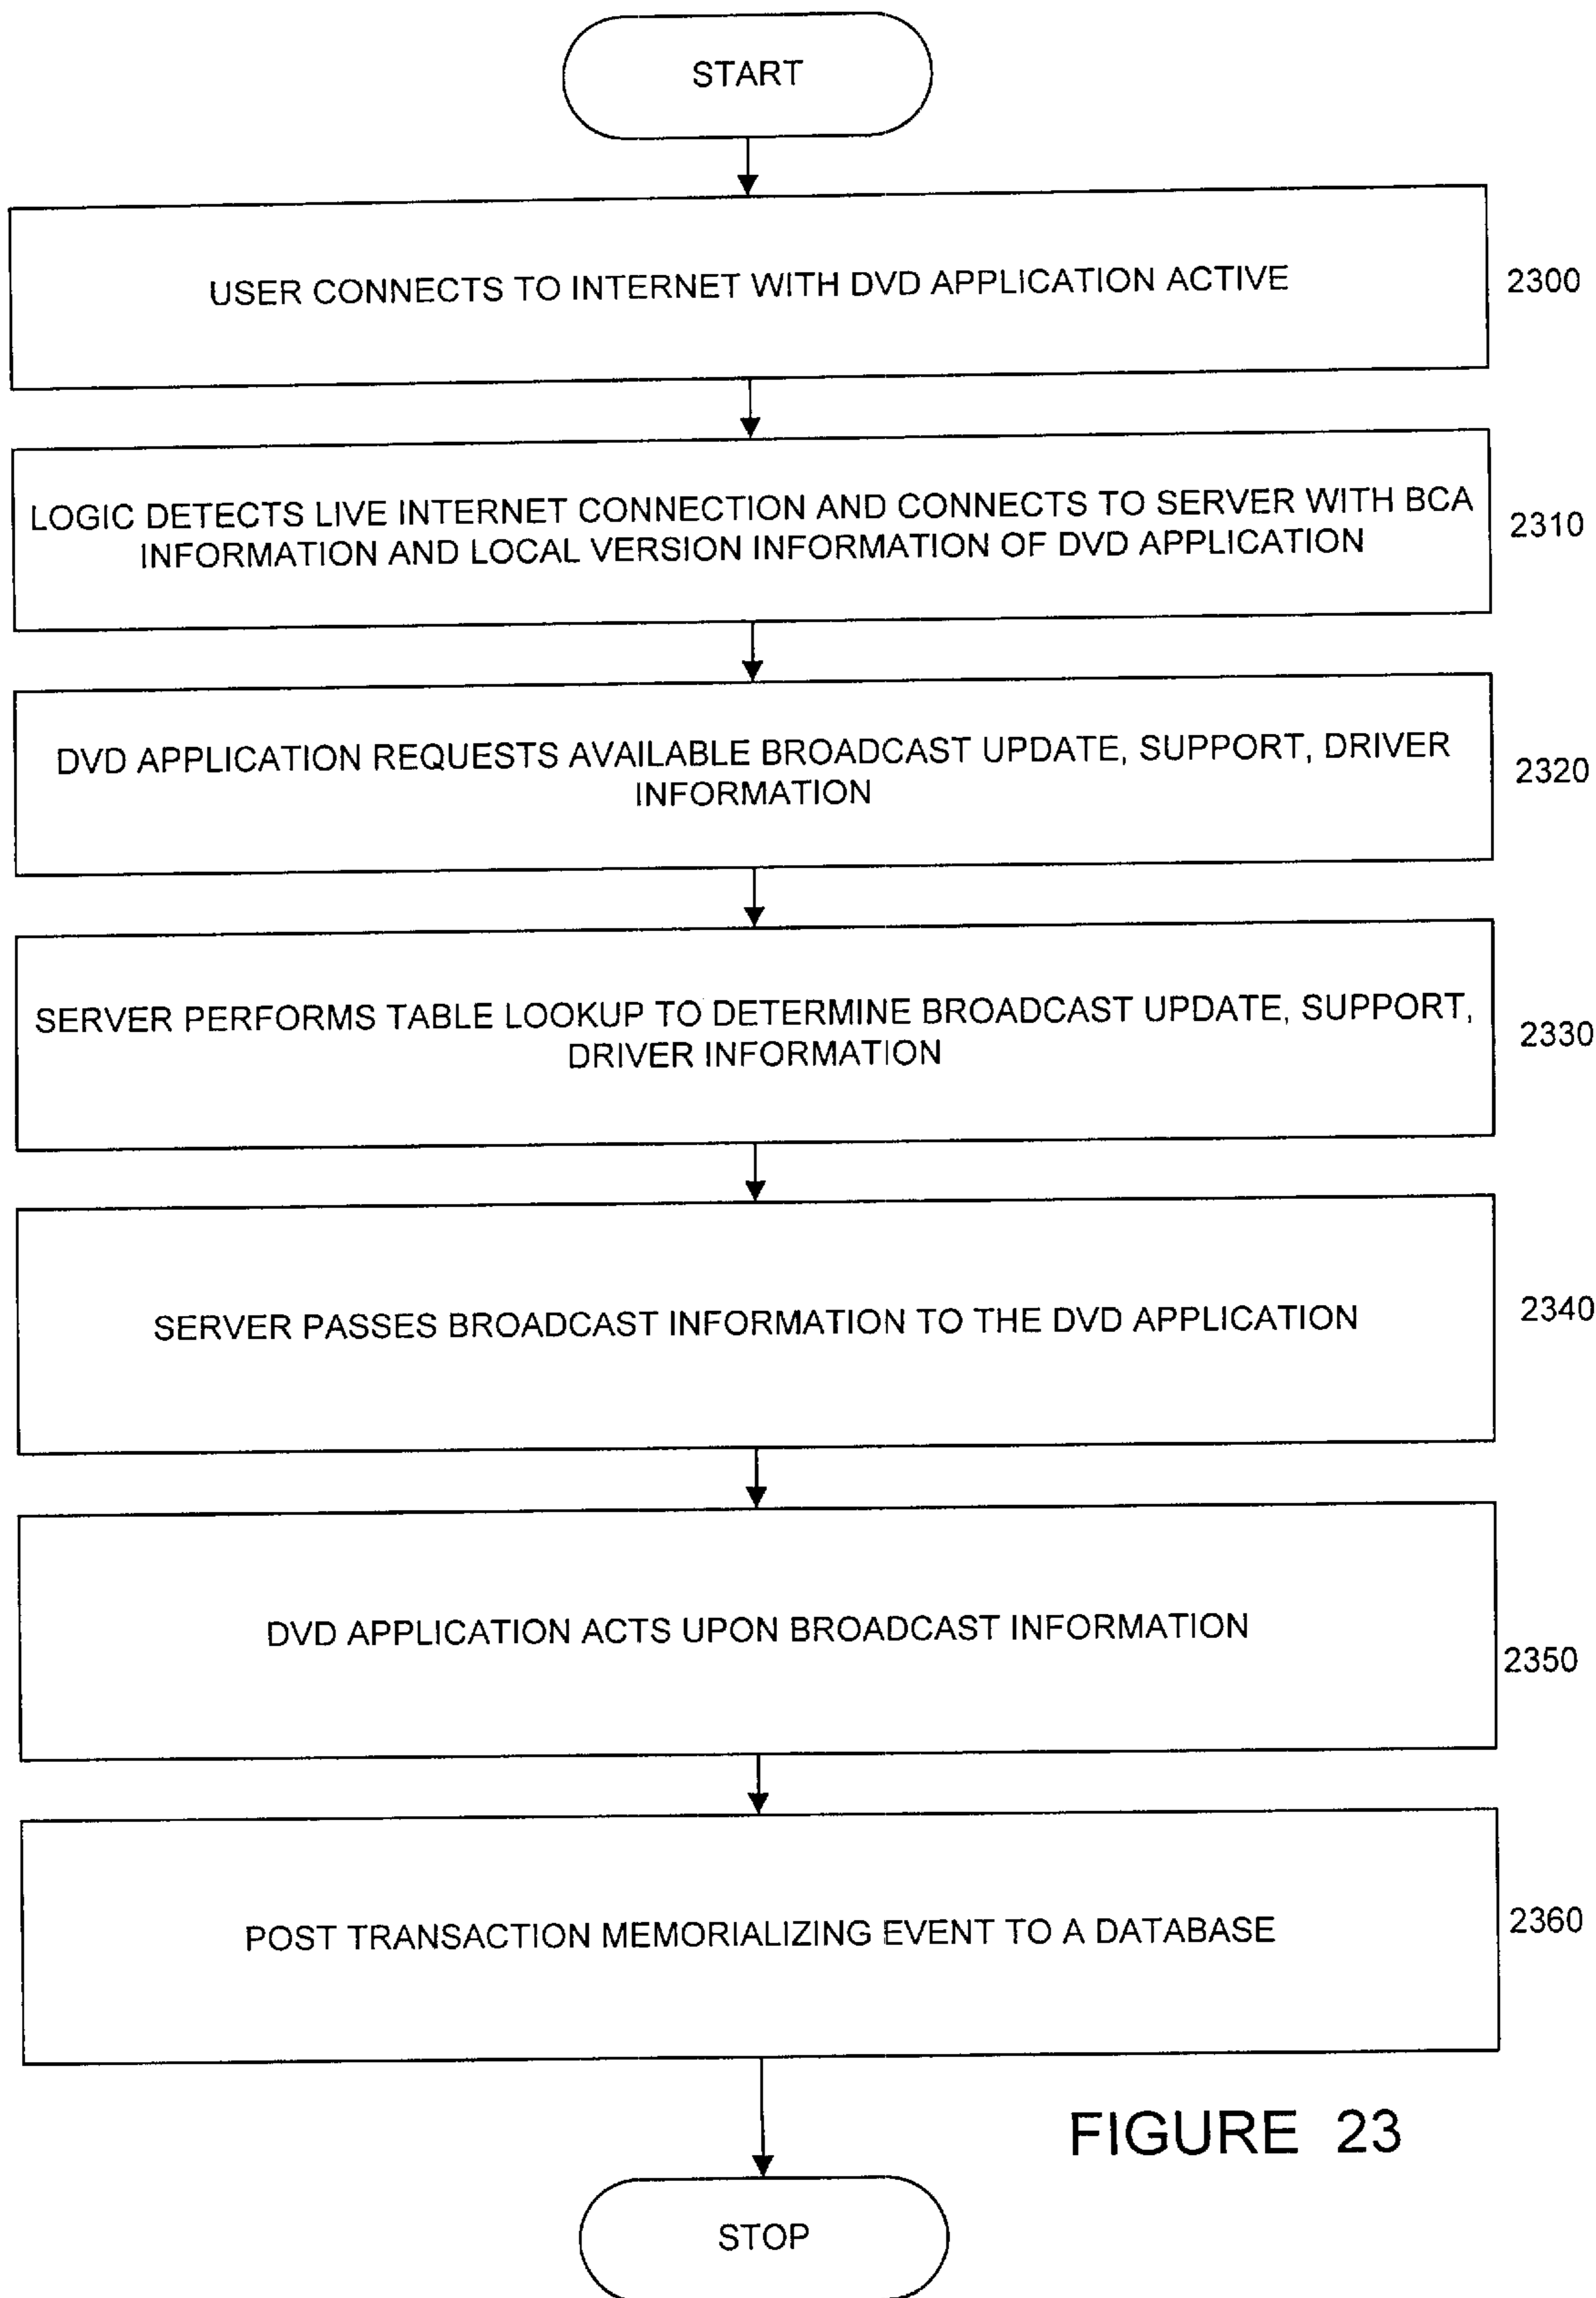 START
USER CONNECTS TO INTERNET WITH DVD APPLICATION ACTIVE
2300
LOGIC DETECTS LIVE INTERNET CONNECTION AND CONNECTS TO SERVER WITH BCA
INFORMATION AND LOCAL VERSION INFORMATION OF DVD APPLICATION
2310
DVD APPLICATION REQUESTS AVAILABLE BROADCAST UPDATE, SUPPORT, DRIVER
INFORMATION
2320
SERVER PERFORMS TABLE LOOKUP TO DETERMINE BROADCAST UPDATE, SUPPORT,
DRIVER INFORMATION
2330
SERVER PASSES BROADCAST INFORMATION TO THE DVD APPLICATION
2340
DVD APPLICATION ACTS UPON BROADCAST INFORMATION
2350
POST TRANSACTION MEMORIALIZING EVENT TO A DATABASE
2360
FIGURE 23
STOP